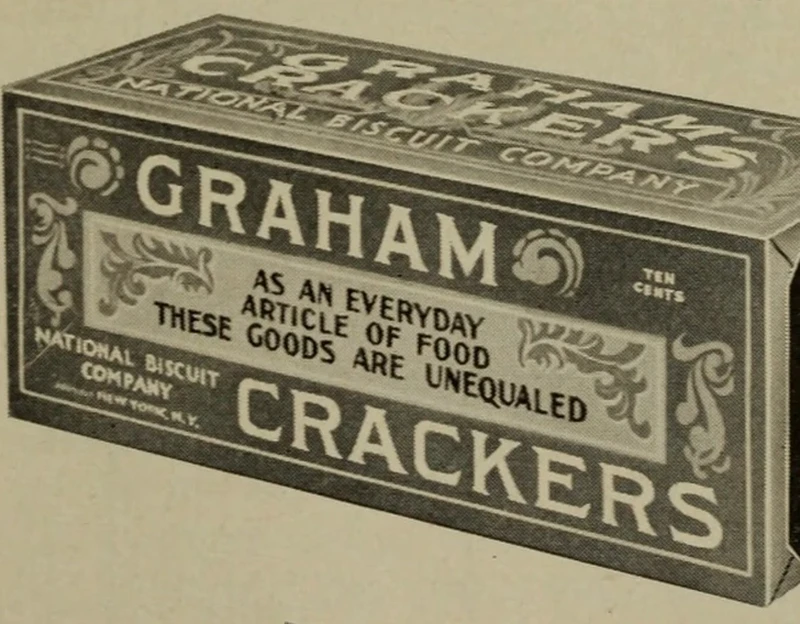 GRAHAMS
CRACKERS
NATIONAL BISCUIT COMPANY
GRAHAM
TEN
CENTS
AS AN EVERYDAY
ARTICLE OF FOOD
THESE GOODS ARE UNEQUALED
NATIONAL BISCUIT
COMPANY
NEW YORK, N.Y.
CRACKERS